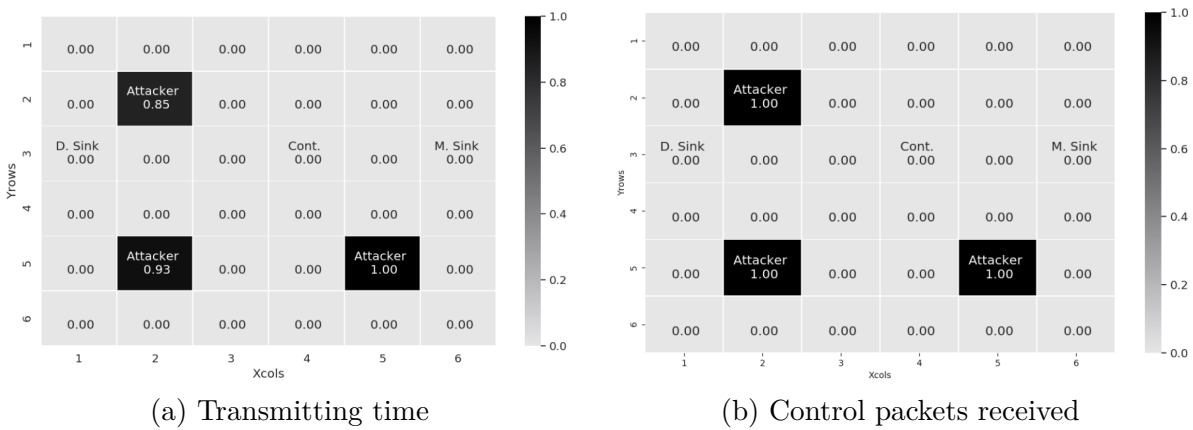 1 0.00 0.00 0.00 0.00 0.00 0.00
2 0.00 Attacker 0.85 0.00 0.00 0.00 0.00
3 D. Sink 0.00 0.00 0.00 Cont. 0.00 0.00 M. Sink 0.00
4 0.00 0.00 0.00 0.00 0.00 0.00
5 0.00 Attacker 0.93 0.00 0.00 Attacker 1.00 0.00
6 0.00 0.00 0.00 0.00 0.00 0.00
Yrows
1 2 3 4 5 6
Xcols
1.0
0.8
0.6
0.4
0.2
0.0
(a) Transmitting time
1 0.00 0.00 0.00 0.00 0.00 0.00
2 0.00 Attacker 1.00 0.00 0.00 0.00 0.00
3 D. Sink 0.00 0.00 0.00 Cont. 0.00 0.00 M. Sink 0.00
4 0.00 0.00 0.00 0.00 0.00 0.00
5 0.00 Attacker 1.00 0.00 0.00 Attacker 1.00 0.00
6 0.00 0.00 0.00 0.00 0.00 0.00
Yrows
1 2 3 4 5 6
Xcols
1.0
0.8
0.6
0.4
0.2
0.0
(b) Control packets received